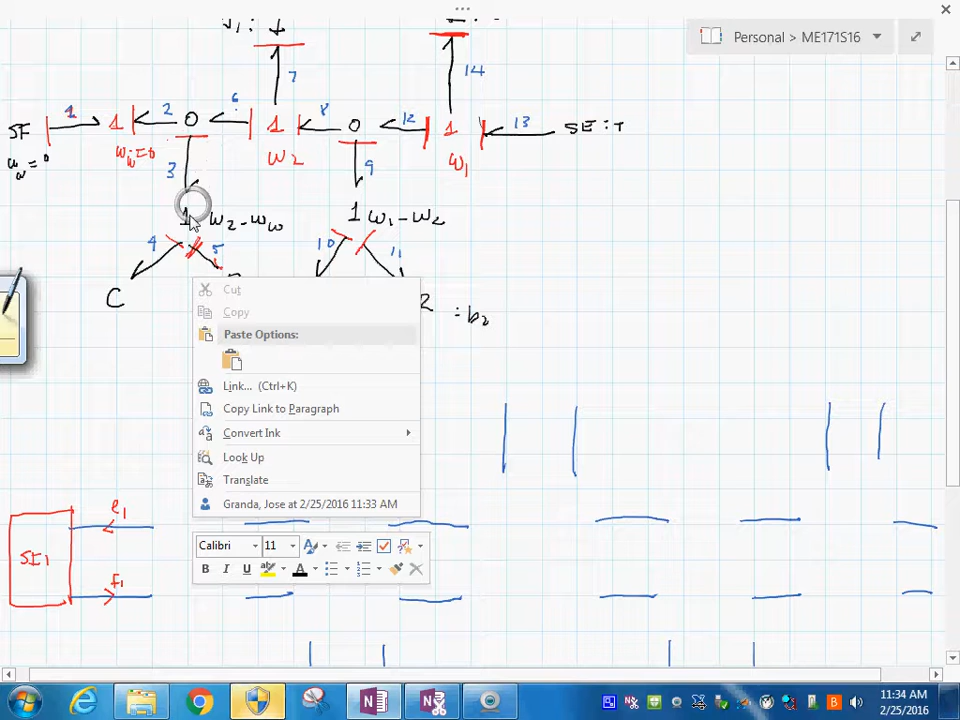 Personal > ME171S16
7
14
SF
1
1
2
0
6
1
8
0
12
1
13
SE:T
ω_w=0
ω_w=0
3
ω2
9
ω1
1
ω2-ω_w
1
ω1-ω2
4
5
10
11
C
C
:b2
Cut
Copy
Paste Options:
Link... (Ctrl+K)
Copy Link to Paragraph
Convert Ink
Look Up
Translate
Granda, Jose at 2/25/2016 11:33 AM
Calibri 11
B I U A
e1
f1
11:34 AM
2/25/2016